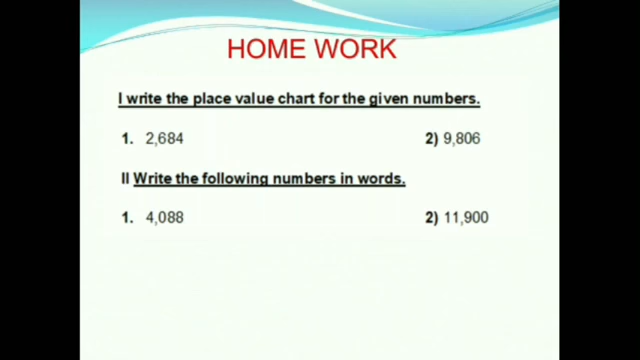 HOME WORK
I write the place value chart for the given numbers.
1. 2,684 2) 9,806
II Write the following numbers in words.
1. 4,088 2) 11,900